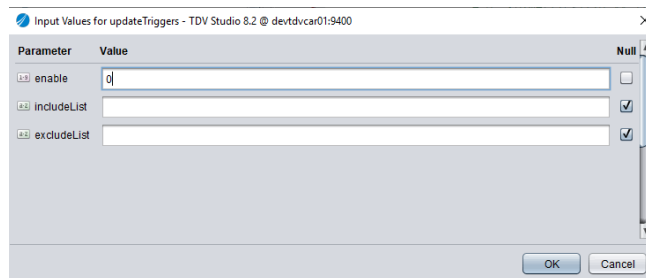 Input Values for updateTriggers - TDV Studio 8.2 @ devtdvcar01:9400
Parameter Value Null
enable 0
includeList
excludeList
OK Cancel